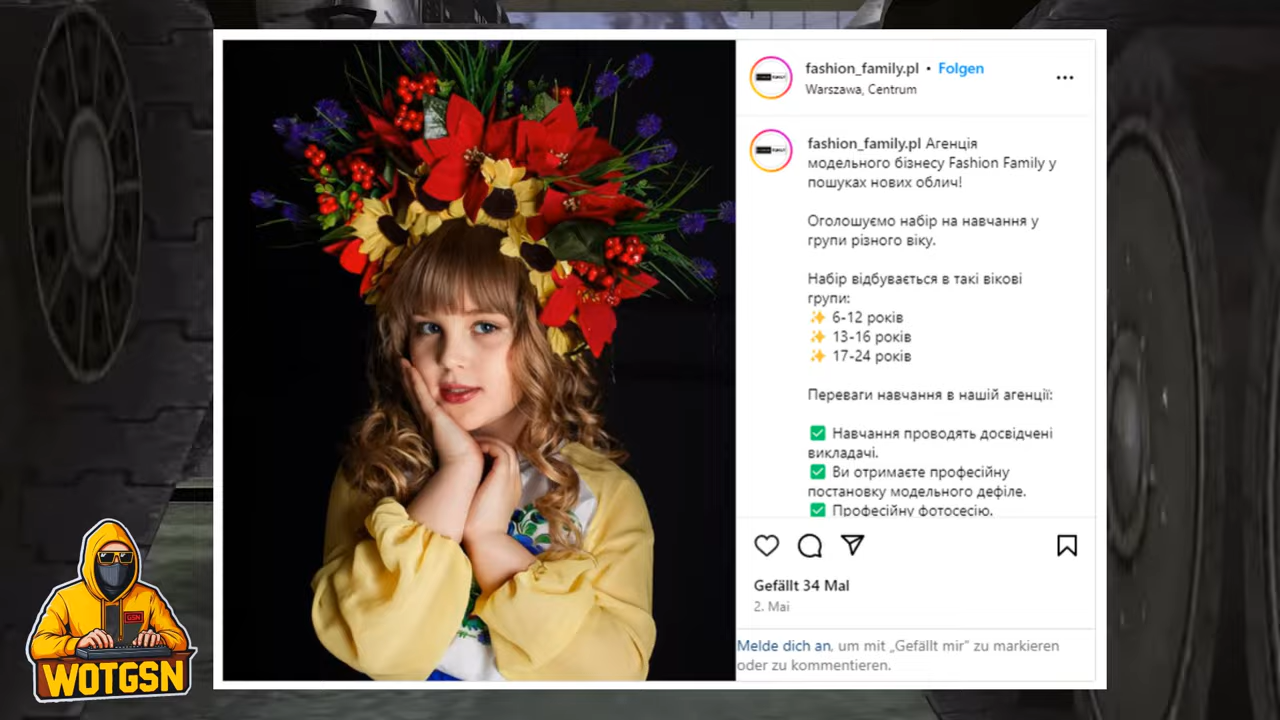 fashion_family.pl • Folgen
Warszawa, Centrum
fashion_family.pl Агенція
модельного бізнесу Fashion Family у
пошуках нових облич!
Оголошуємо набір на навчання у
групи різного віку.
Набір відбувається в такі вікові
групи:
✨ 6-12 років
✨ 13-16 років
✨ 17-24 років
Переваги навчання в нашій агенції:
✅ Навчання проводять досвідчені
викладачі.
✅ Ви отримаєте професійну
постановку модельного дефіле.
✅ Професійну фотосесію.
Gefällt 34 Mal
2. Mai
Melde dich an, um mit „Gefällt mir“ zu markieren
oder zu kommentieren.
GSN
WOTGSN